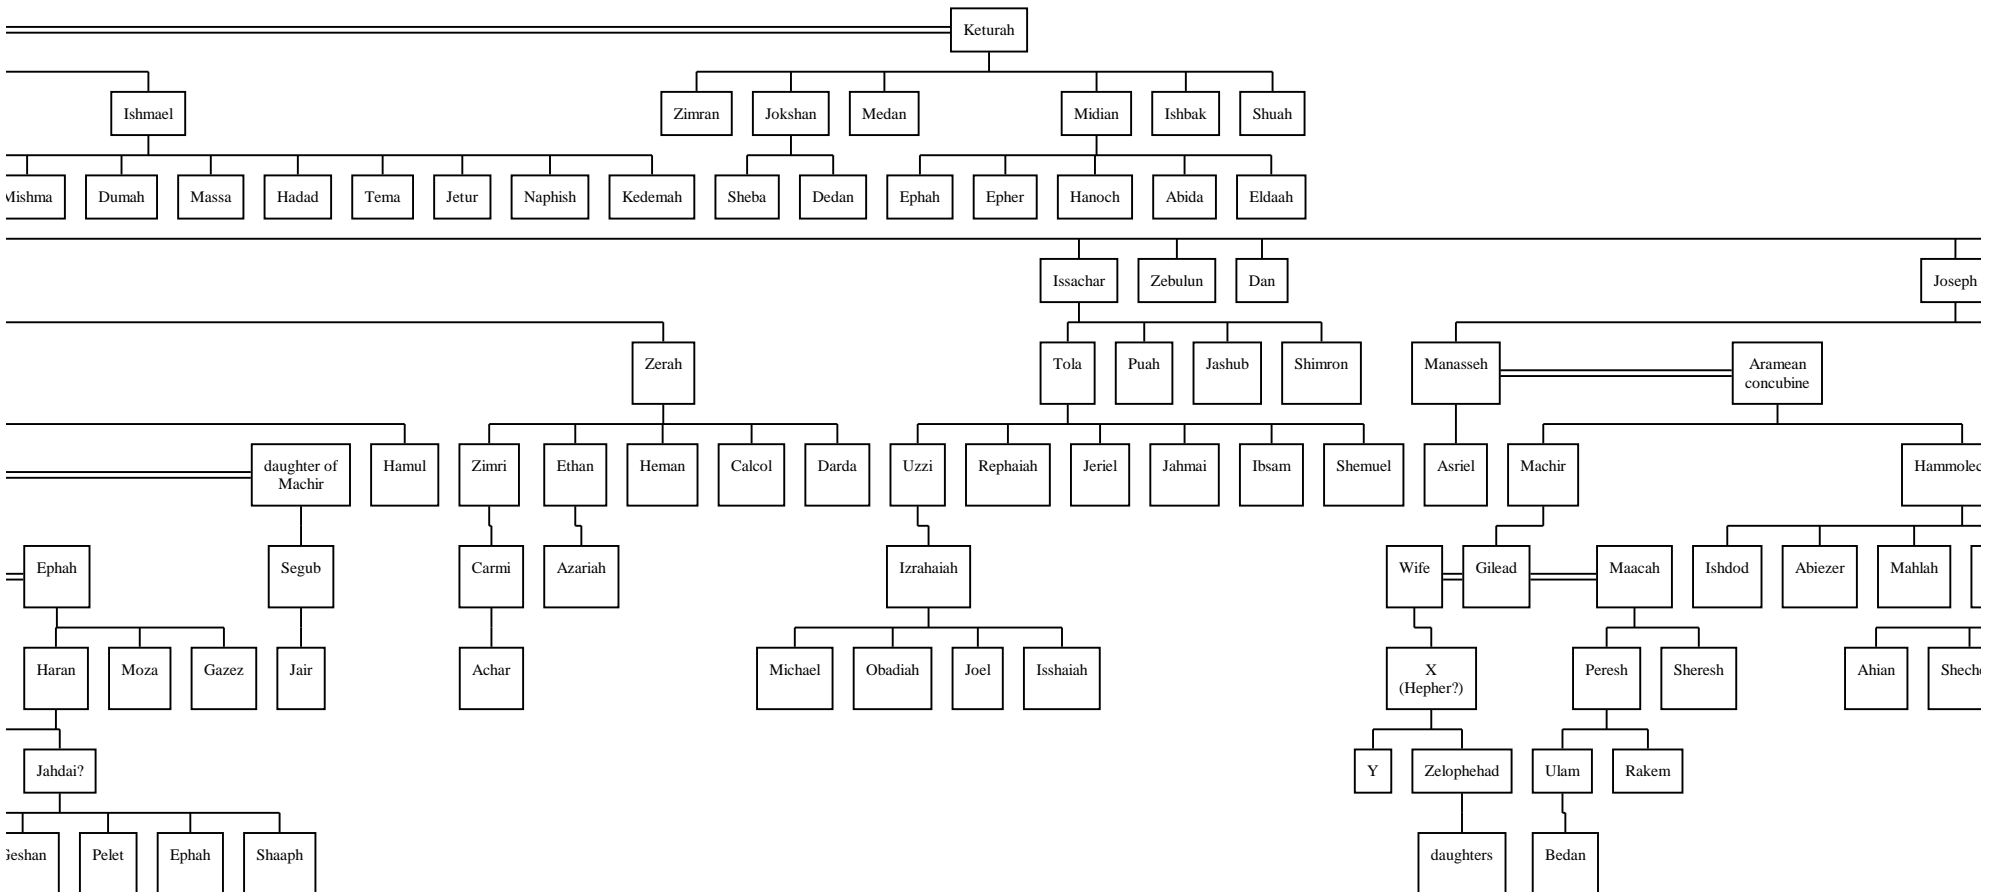 Keturah
Ishmael
Zimran
Jokshan
Medan
Midian
Ishbak
Shuah
Mishma
Dumah
Massa
Hadad
Tema
Jetur
Naphish
Kedemah
Sheba
Dedan
Ephah
Epher
Hanoch
Abida
Eldaah
Issachar
Zebulun
Dan
Joseph
Zerah
Tola
Puah
Jashub
Shimron
Manasseh
Aramean
concubine
daughter of
Machir
Hamul
Zimri
Ethan
Heman
Calcol
Darda
Uzzi
Rephaiah
Jeriel
Jahmai
Ibsam
Shemuel
Asriel
Machir
Hammolec
Ephah
Segub
Carmi
Azariah
Izrahaiah
Wife
Gilead
Maacah
Ishdod
Abiezer
Mahlah
Haran
Moza
Gazez
Jair
Achar
Michael
Obadiah
Joel
Isshaiah
X
(Hepher?)
Peresh
Sheresh
Ahian
Sheche
Jahdai?
Y
Zelophehad
Ulam
Rakem
Geshan
Pelet
Ephah
Shaaph
daughters
Bedan